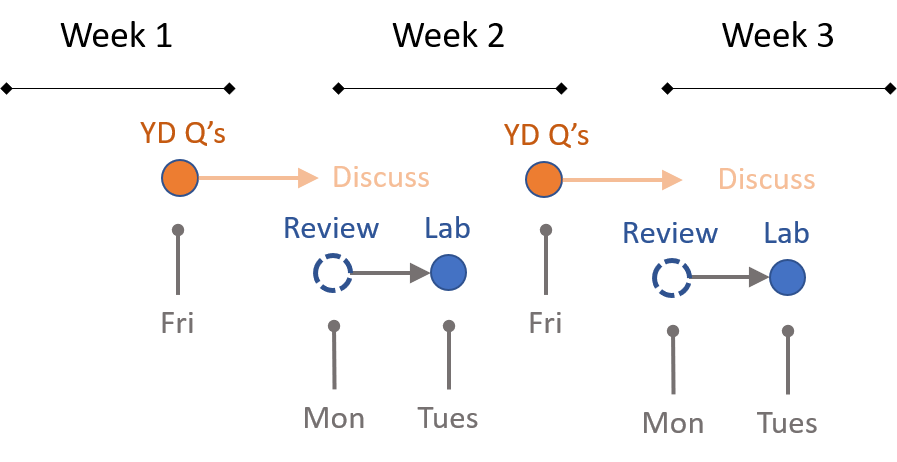 Week 1
Week 2
Week 3
YD Q’s
YD Q’s
Discuss
Discuss
Review
Lab
Review
Lab
Fri
Fri
Mon
Tues
Mon
Tues